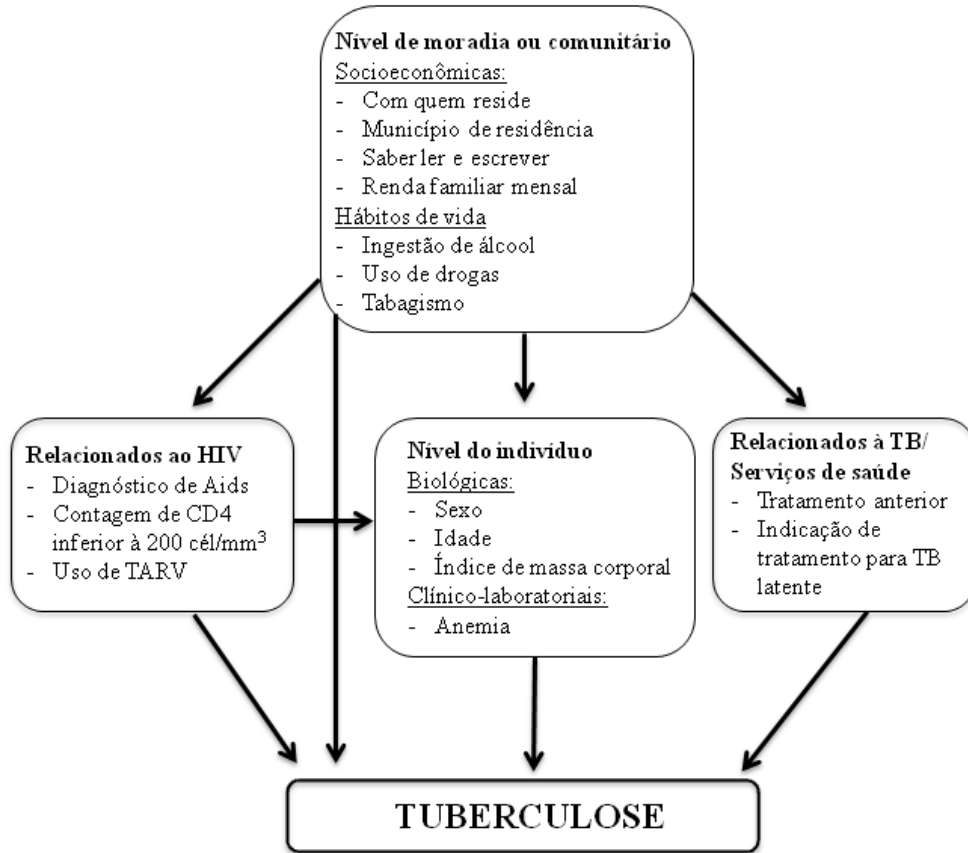 Nível de moradia ou comunitário
Socioeconômicas:
- Com quem reside
- Município de residência
- Saber ler e escrever
- Renda familiar mensal
Hábitos de vida
- Ingestão de álcool
- Uso de drogas
- Tabagismo
Relacionados ao HIV
- Diagnóstico de Aids
- Contagem de CD4
inferior à 200 cél/mm³
- Uso de TARV
Nível do indivíduo
Biológicas:
- Sexo
- Idade
- Índice de massa corporal
Clínico-laboratoriais:
- Anemia
Relacionados à TB/
Serviços de saúde
- Tratamento anterior
- Indicação de
tratamento para TB
latente
TUBERCULOSE